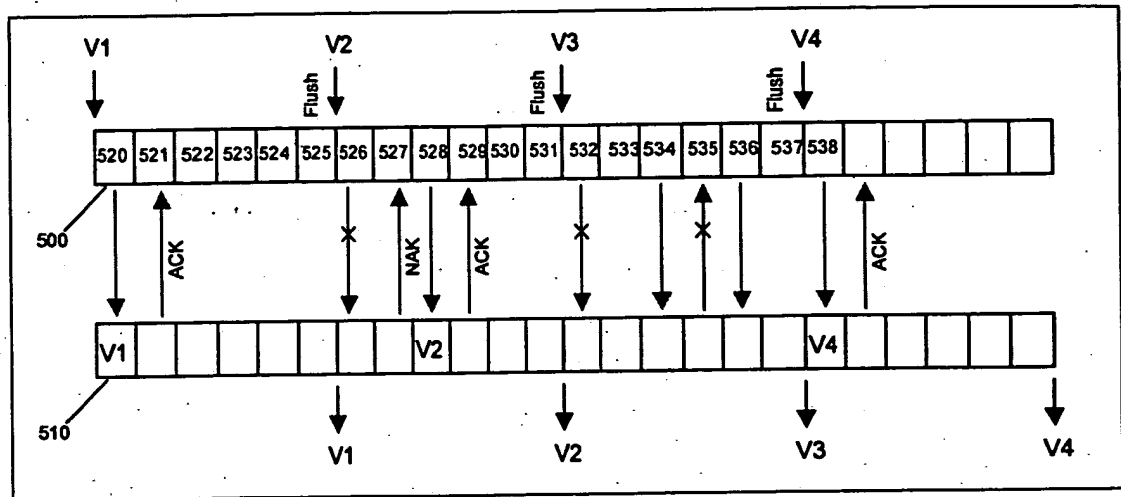 V1 V2 V3 V4
Flush Flush Flush
520 521 522 523 524 525 526 527 528 529 530 531 532 533 534 535 536 537 538
500
ACK NAK ACK ACK
V1 V2 V4
510
V1 V2 V3 V4